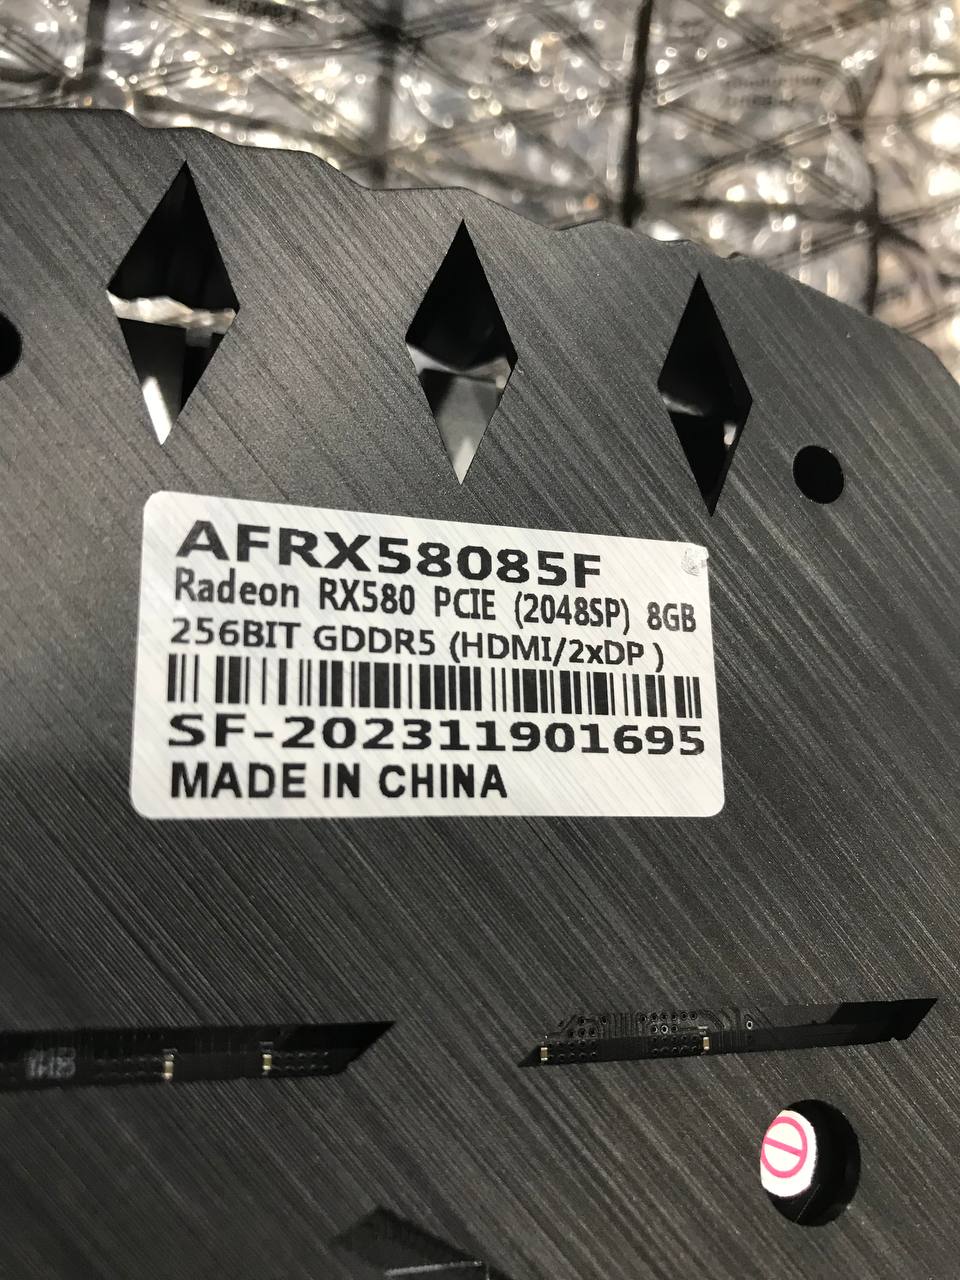 AFRX58085F
Radeon RX580 PCIE (2048SP) 8GB
256BIT GDDR5 (HDMI/2xDP )
SF-202311901695
MADE IN CHINA